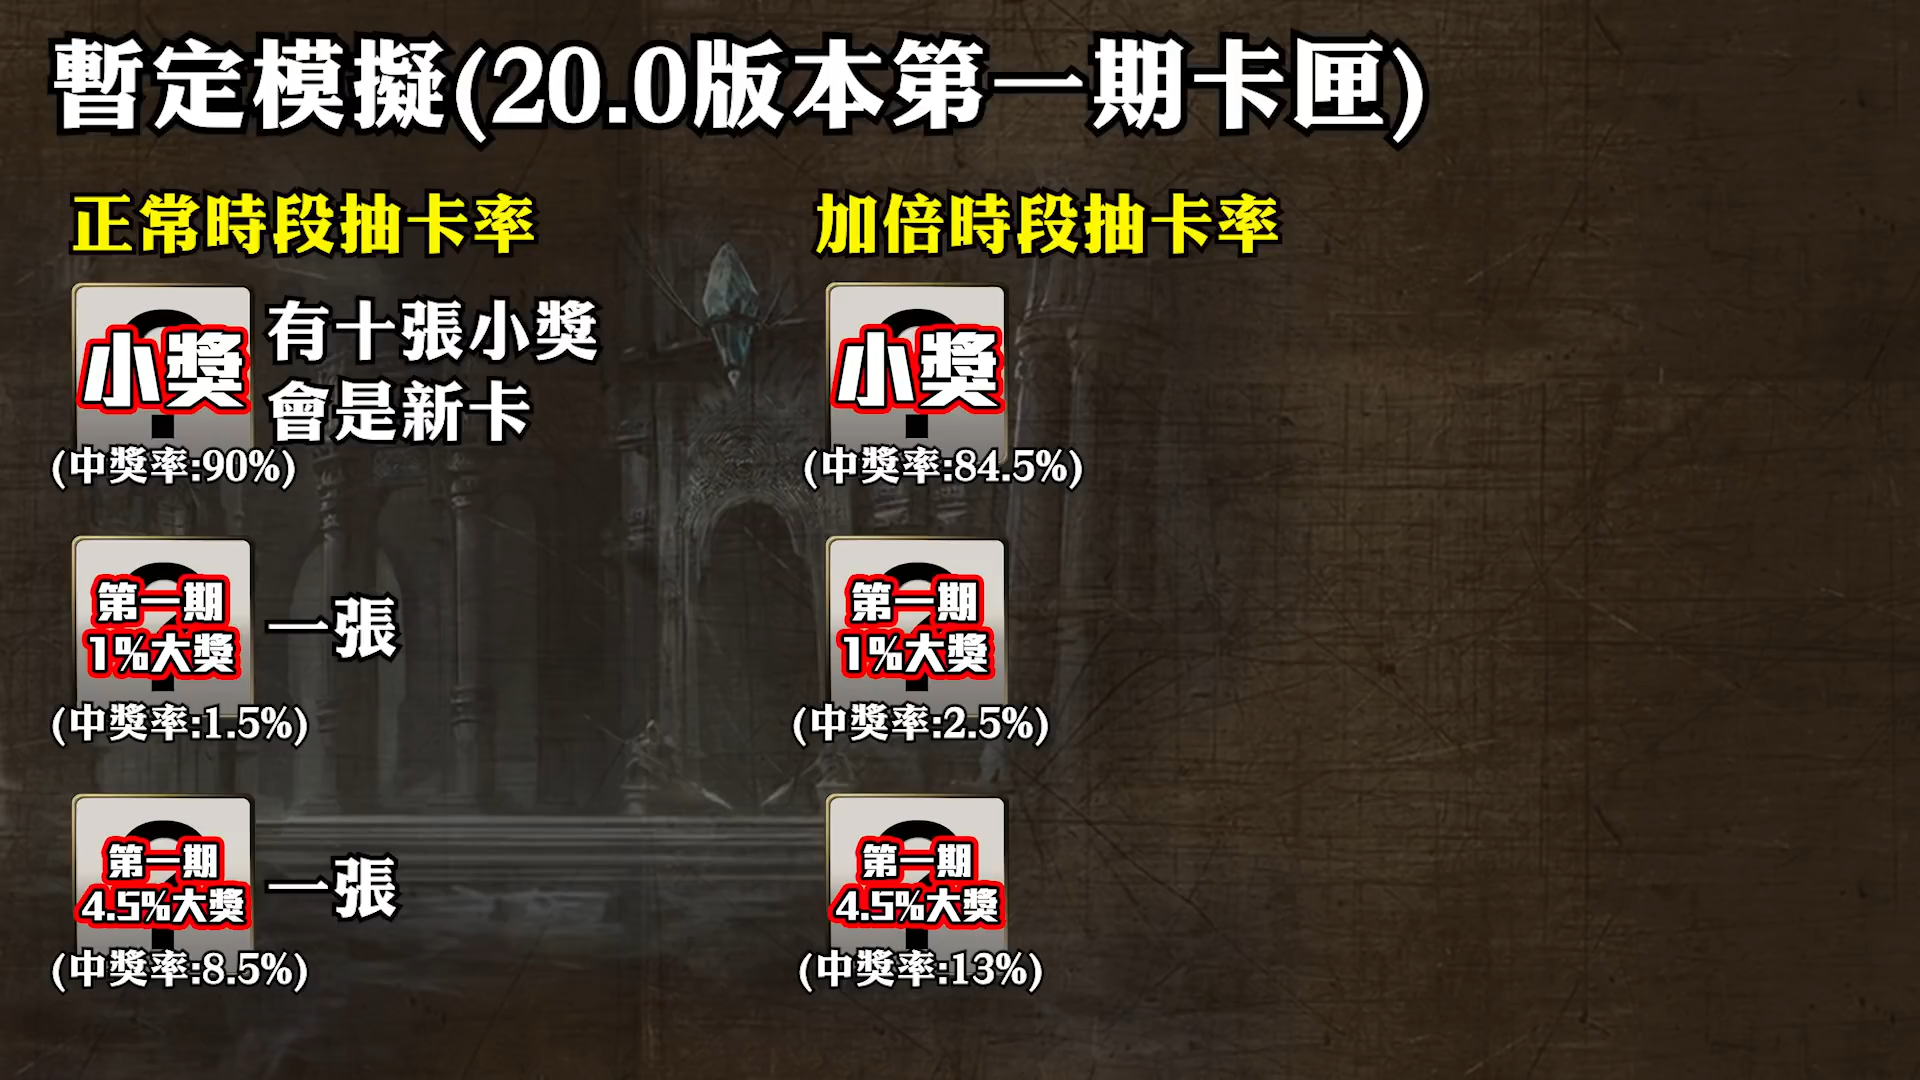 暫定模擬(20.0版本第一期卡匣)
正常時段抽卡率
小獎
有十張小獎
會是新卡
(中獎率:90%)
第一期
1%大獎
一張
(中獎率:1.5%)
第一期
4.5%大獎
一張
(中獎率:8.5%)
加倍時段抽卡率
小獎
(中獎率:84.5%)
第一期
1%大獎
(中獎率:2.5%)
第一期
4.5%大獎
(中獎率:13%)